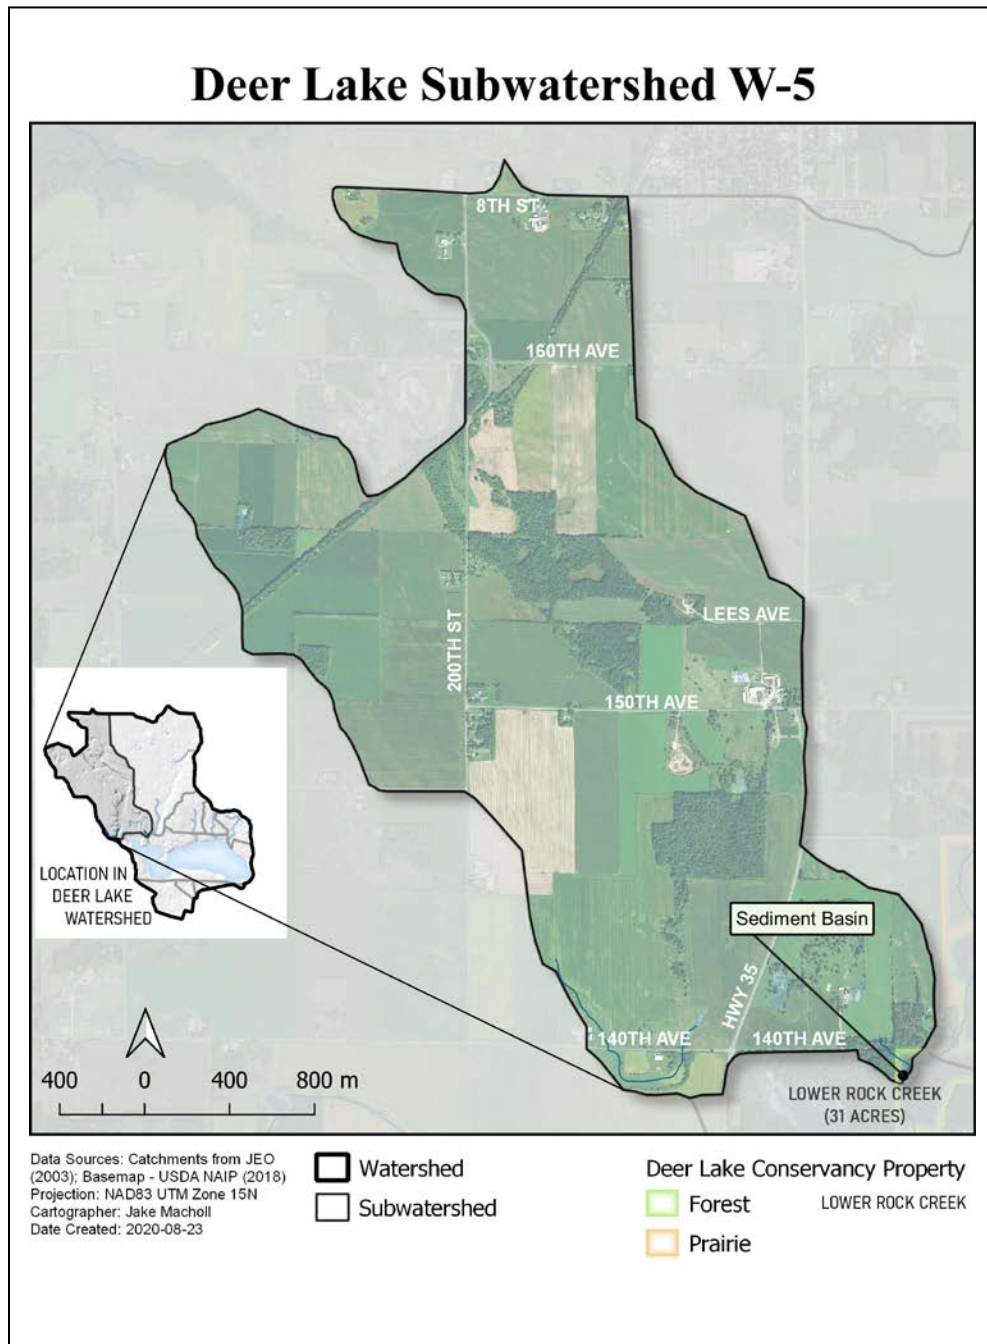 Deer Lake Subwatershed W-5
8TH ST
160TH AVE
LEES AVE
200TH ST
150TH AVE
LOCATION IN
DEER LAKE
WATERSHED
Sediment Basin
HWY 35
140TH AVE
140TH AVE
400 0 400 800 m
LOWER ROCK CREEK
(31 ACRES)
Data Sources: Catchments from JEO
(2003); Basemap - USDA NAIP (2018)
Projection: NAD83 UTM Zone 15N
Cartographer: Jake Macholl
Date Created: 2020-08-23
Watershed
Subwatershed
Deer Lake Conservancy Property
Forest
LOWER ROCK CREEK
Prairie